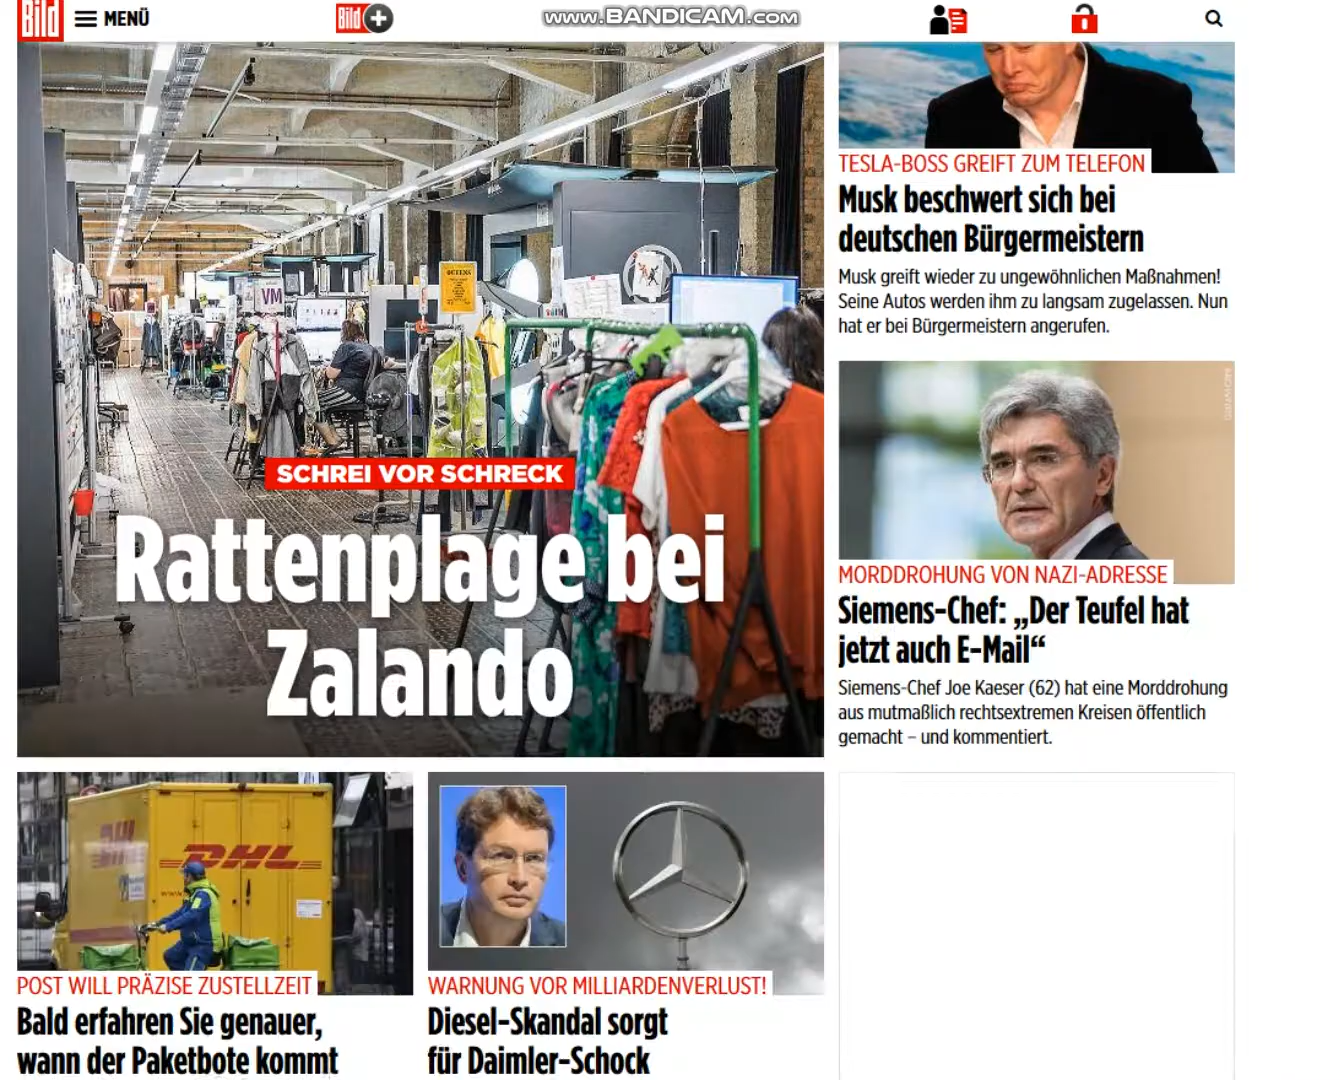 Bild
MENÜ
Bild
www.BANDICAM.com
VM
QUEENS
SCHREI VOR SCHRECK
Rattenplage bei
Zalando
TESLA-BOSS GREIFT ZUM TELEFON
Musk beschwert sich bei
deutschen Bürgermeistern
Musk greift wieder zu ungewöhnlichen Maßnahmen!
Seine Autos werden ihm zu langsam zugelassen. Nun
hat er bei Bürgermeistern angerufen.
MORDDROHUNG VON NAZI-ADRESSE
Siemens-Chef: „Der Teufel hat
jetzt auch E-Mail“
Siemens-Chef Joe Kaeser (62) hat eine Morddrohung
aus mutmaßlich rechtsextremen Kreisen öffentlich
gemacht – und kommentiert.
DHL
DHL
POST WILL PRÄZISE ZUSTELLZEIT
Bald erfahren Sie genauer,
wann der Paketbote kommt
WARNUNG VOR MILLIARDENVERLUST!
Diesel-Skandal sorgt
für Daimler-Schock